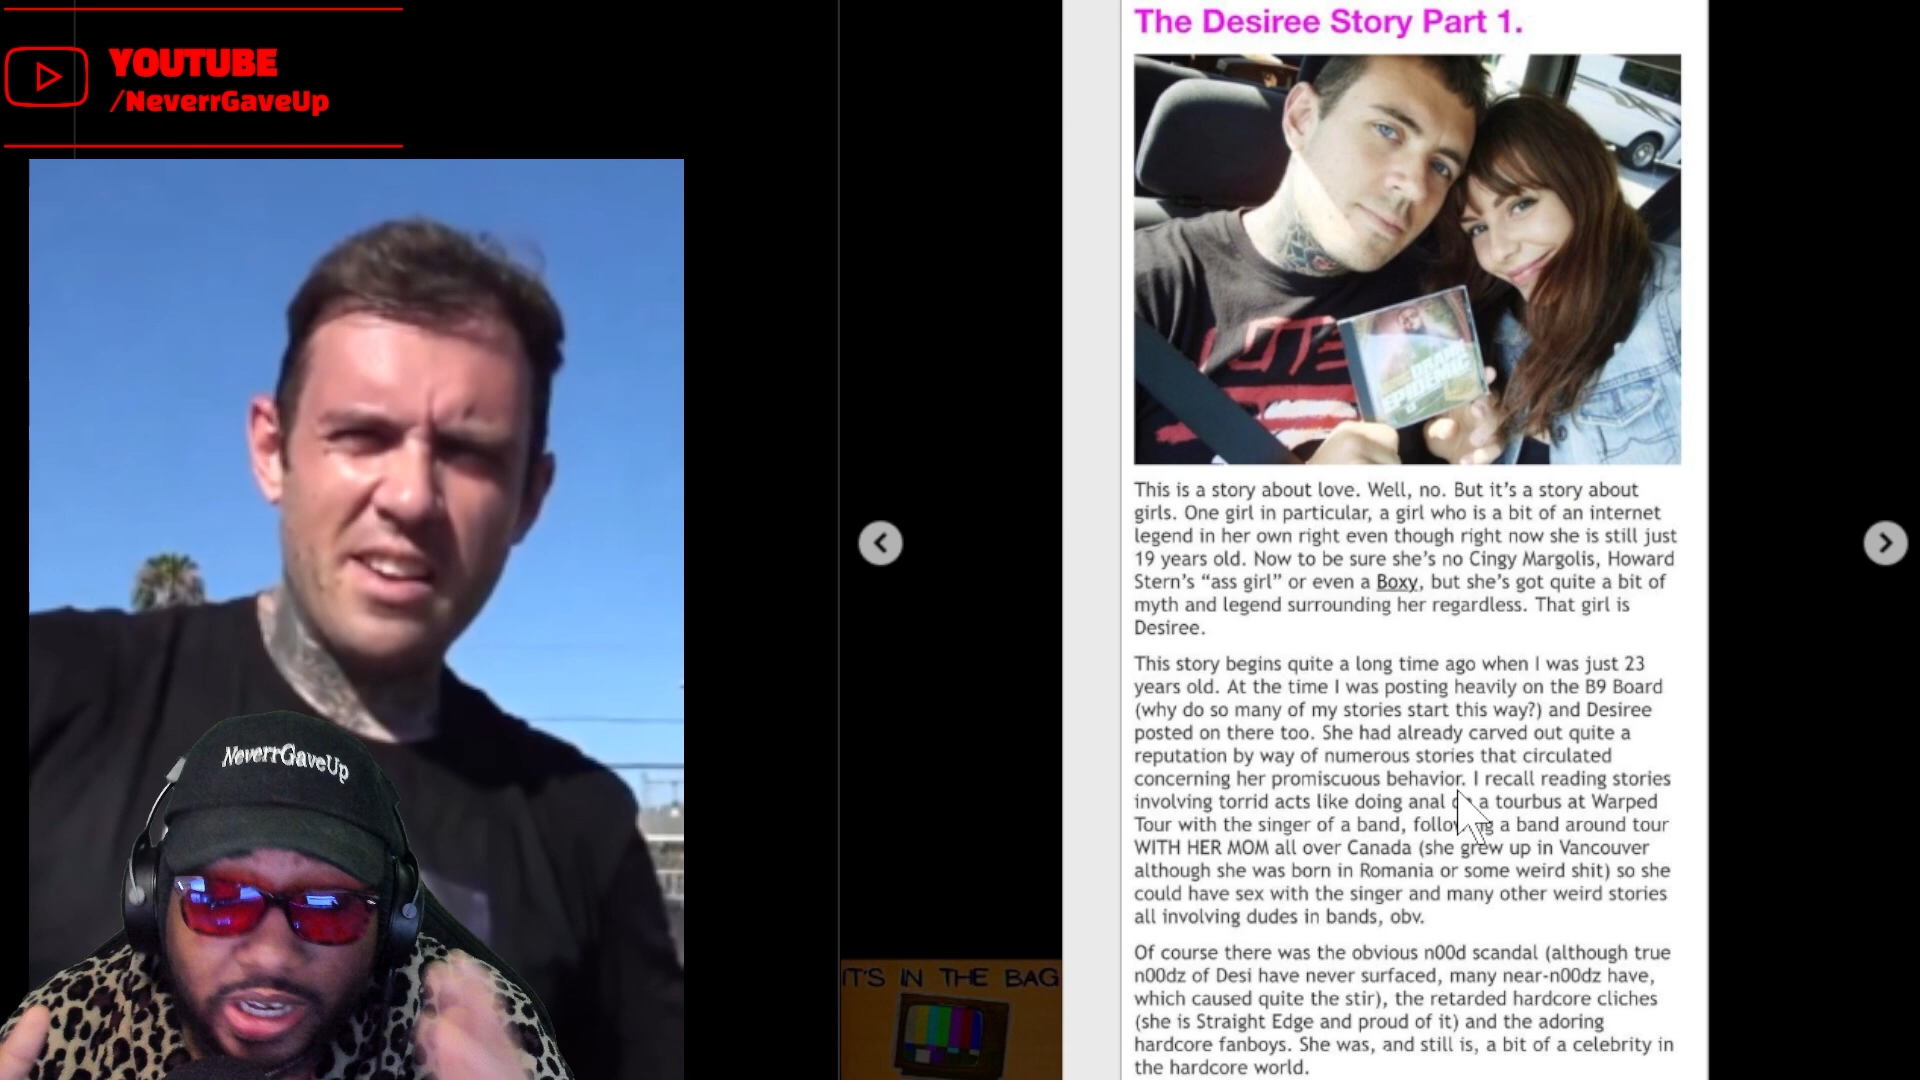 YOUTUBE
/NeverrGaveUp
NeverrGaveUp
IT'S IN THE BAG
The Desiree Story Part 1.
DRAMA
EPIDEMIC
This is a story about love. Well, no. But it’s a story about
girls. One girl in particular, a girl who is a bit of an internet
legend in her own right even though right now she is still just
19 years old. Now to be sure she’s no Cingy Margolis, Howard
Stern’s “ass girl” or even a Boxy, but she’s got quite a bit of
myth and legend surrounding her regardless. That girl is
Desiree.
This story begins quite a long time ago when I was just 23
years old. At the time I was posting heavily on the B9 Board
(why do so many of my stories start this way?) and Desiree
posted on there too. She had already carved out quite a
reputation by way of numerous stories that circulated
concerning her promiscuous behavior. I recall reading stories
involving torrid acts like doing anal a tourbus at Warped
Tour with the singer of a band, following a band around tour
WITH HER MOM all over Canada (she grew up in Vancouver
although she was born in Romania or some weird shit) so she
could have sex with the singer and many other weird stories
all involving dudes in bands, obv.
Of course there was the obvious n00d scandal (although true
n00dz of Desi have never surfaced, many near-n00dz have,
which caused quite the stir), the retarded hardcore cliches
(she is Straight Edge and proud of it) and the adoring
hardcore fanboys. She was, and still is, a bit of a celebrity in
the hardcore world.